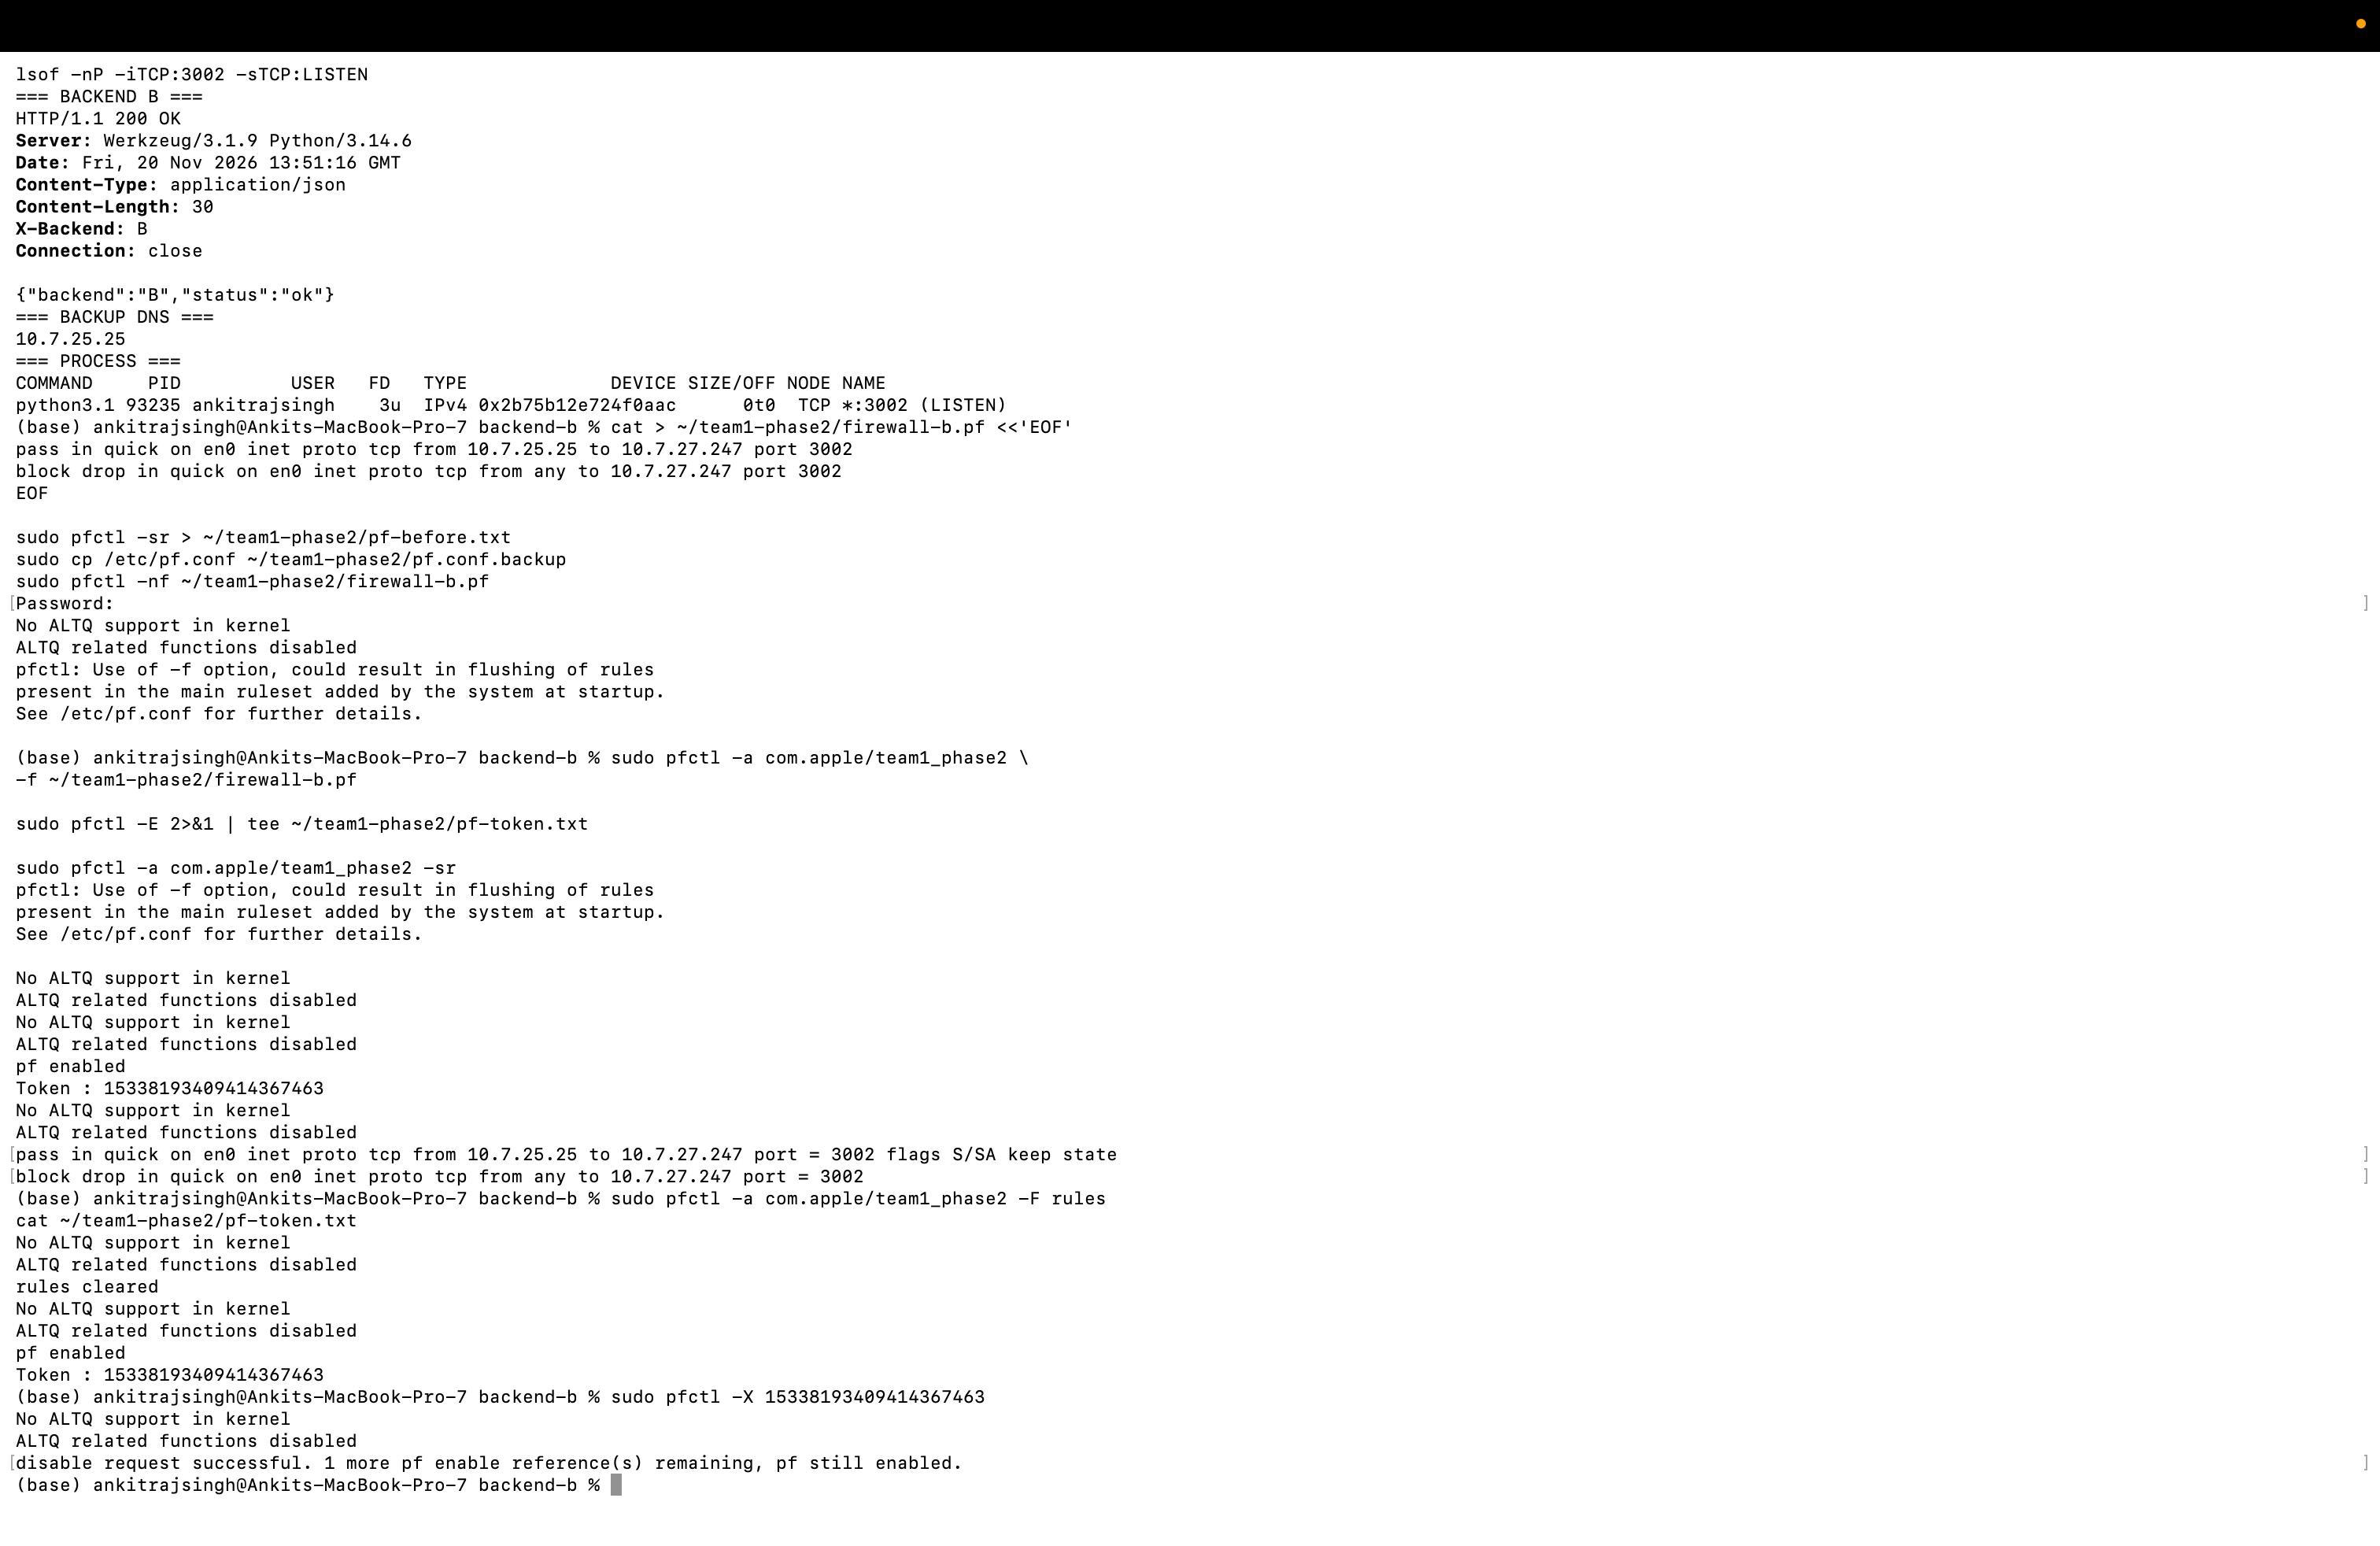 lsof -nP -iTCP:3002 -sTCP:LISTEN
=== BACKEND B ===
HTTP/1.1 200 OK
Server: Werkzeug/3.1.9 Python/3.14.6
Date: Fri, 20 Nov 2026 13:51:16 GMT
Content-Type: application/json
Content-Length: 30
X-Backend: B
Connection: close

{"backend":"B","status":"ok"}
=== BACKUP DNS ===
10.7.25.25
=== PROCESS ===
COMMAND     PID         USER   FD   TYPE             DEVICE SIZE/OFF NODE NAME
python3.1 93235 ankitrajsingh    3u  IPv4 0x2b75b12e724f0aac      0t0  TCP *:3002 (LISTEN)
(base) ankitrajsingh@Ankits-MacBook-Pro-7 backend-b % cat > ~/team1-phase2/firewall-b.pf <<'EOF'
pass in quick on en0 inet proto tcp from 10.7.25.25 to 10.7.27.247 port 3002
block drop in quick on en0 inet proto tcp from any to 10.7.27.247 port 3002
EOF

sudo pfctl -sr > ~/team1-phase2/pf-before.txt
sudo cp /etc/pf.conf ~/team1-phase2/pf.conf.backup
sudo pfctl -nf ~/team1-phase2/firewall-b.pf
[Password: ]
No ALTQ support in kernel
ALTQ related functions disabled
pfctl: Use of -f option, could result in flushing of rules
present in the main ruleset added by the system at startup.
See /etc/pf.conf for further details.

(base) ankitrajsingh@Ankits-MacBook-Pro-7 backend-b % sudo pfctl -a com.apple/team1_phase2 \
-f ~/team1-phase2/firewall-b.pf

sudo pfctl -E 2>&1 | tee ~/team1-phase2/pf-token.txt

sudo pfctl -a com.apple/team1_phase2 -sr
pfctl: Use of -f option, could result in flushing of rules
present in the main ruleset added by the system at startup.
See /etc/pf.conf for further details.

No ALTQ support in kernel
ALTQ related functions disabled
No ALTQ support in kernel
ALTQ related functions disabled
pf enabled
Token : 15338193409414367463
No ALTQ support in kernel
ALTQ related functions disabled
[pass in quick on en0 inet proto tcp from 10.7.25.25 to 10.7.27.247 port = 3002 flags S/SA keep state ]
[block drop in quick on en0 inet proto tcp from any to 10.7.27.247 port = 3002 ]
(base) ankitrajsingh@Ankits-MacBook-Pro-7 backend-b % sudo pfctl -a com.apple/team1_phase2 -F rules
cat ~/team1-phase2/pf-token.txt
No ALTQ support in kernel
ALTQ related functions disabled
rules cleared
No ALTQ support in kernel
ALTQ related functions disabled
pf enabled
Token : 15338193409414367463
(base) ankitrajsingh@Ankits-MacBook-Pro-7 backend-b % sudo pfctl -X 15338193409414367463
No ALTQ support in kernel
ALTQ related functions disabled
[disable request successful. 1 more pf enable reference(s) remaining, pf still enabled. ]
(base) ankitrajsingh@Ankits-MacBook-Pro-7 backend-b %